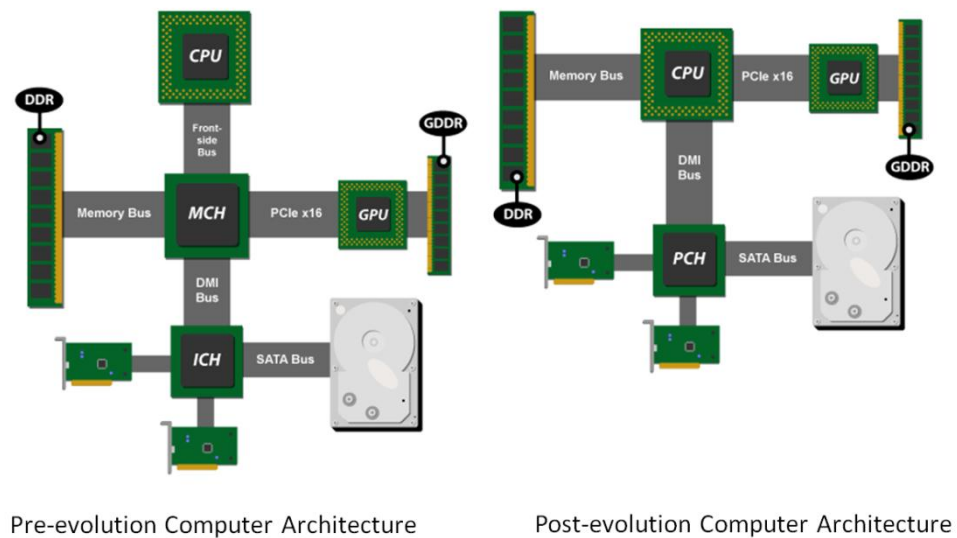 CPU
DDR
Front-
side
Bus
GDDR
Memory Bus
MCH
PCIe x16
GPU
DMI
Bus
ICH
SATA Bus
Pre-evolution Computer Architecture
Memory Bus
CPU
PCIe x16
GPU
DMI
Bus
GDDR
DDR
PCH
SATA Bus
Post-evolution Computer Architecture